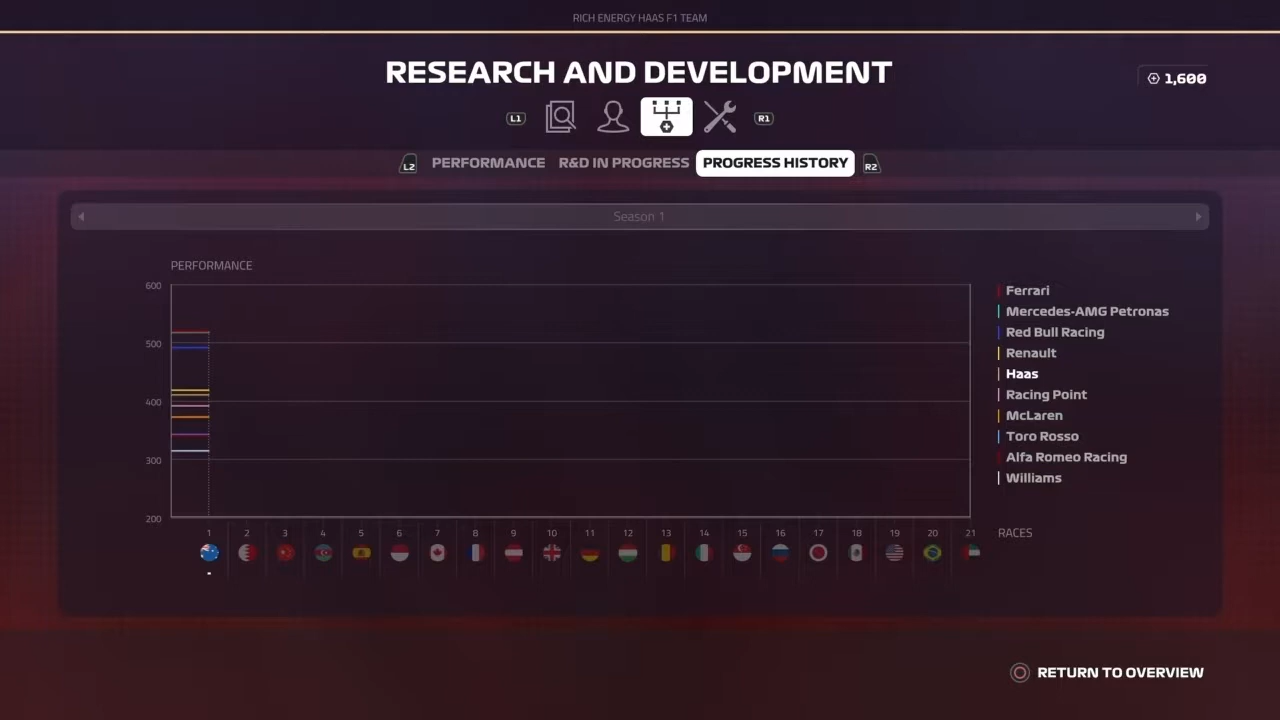 RICH ENERGY HAAS F1 TEAM
RESEARCH AND DEVELOPMENT
1,600
L1
R1
L2
PERFORMANCE
R&D IN PROGRESS
PROGRESS HISTORY
R2
Season 1
PERFORMANCE
600
500
400
300
200
Ferrari
Mercedes-AMG Petronas
Red Bull Racing
Renault
Haas
Racing Point
McLaren
Toro Rosso
Alfa Romeo Racing
Williams
1 2 3 4 5 6 7 8 9 10 11 12 13 14 15 16 17 18 19 20 21
RACES
RETURN TO OVERVIEW